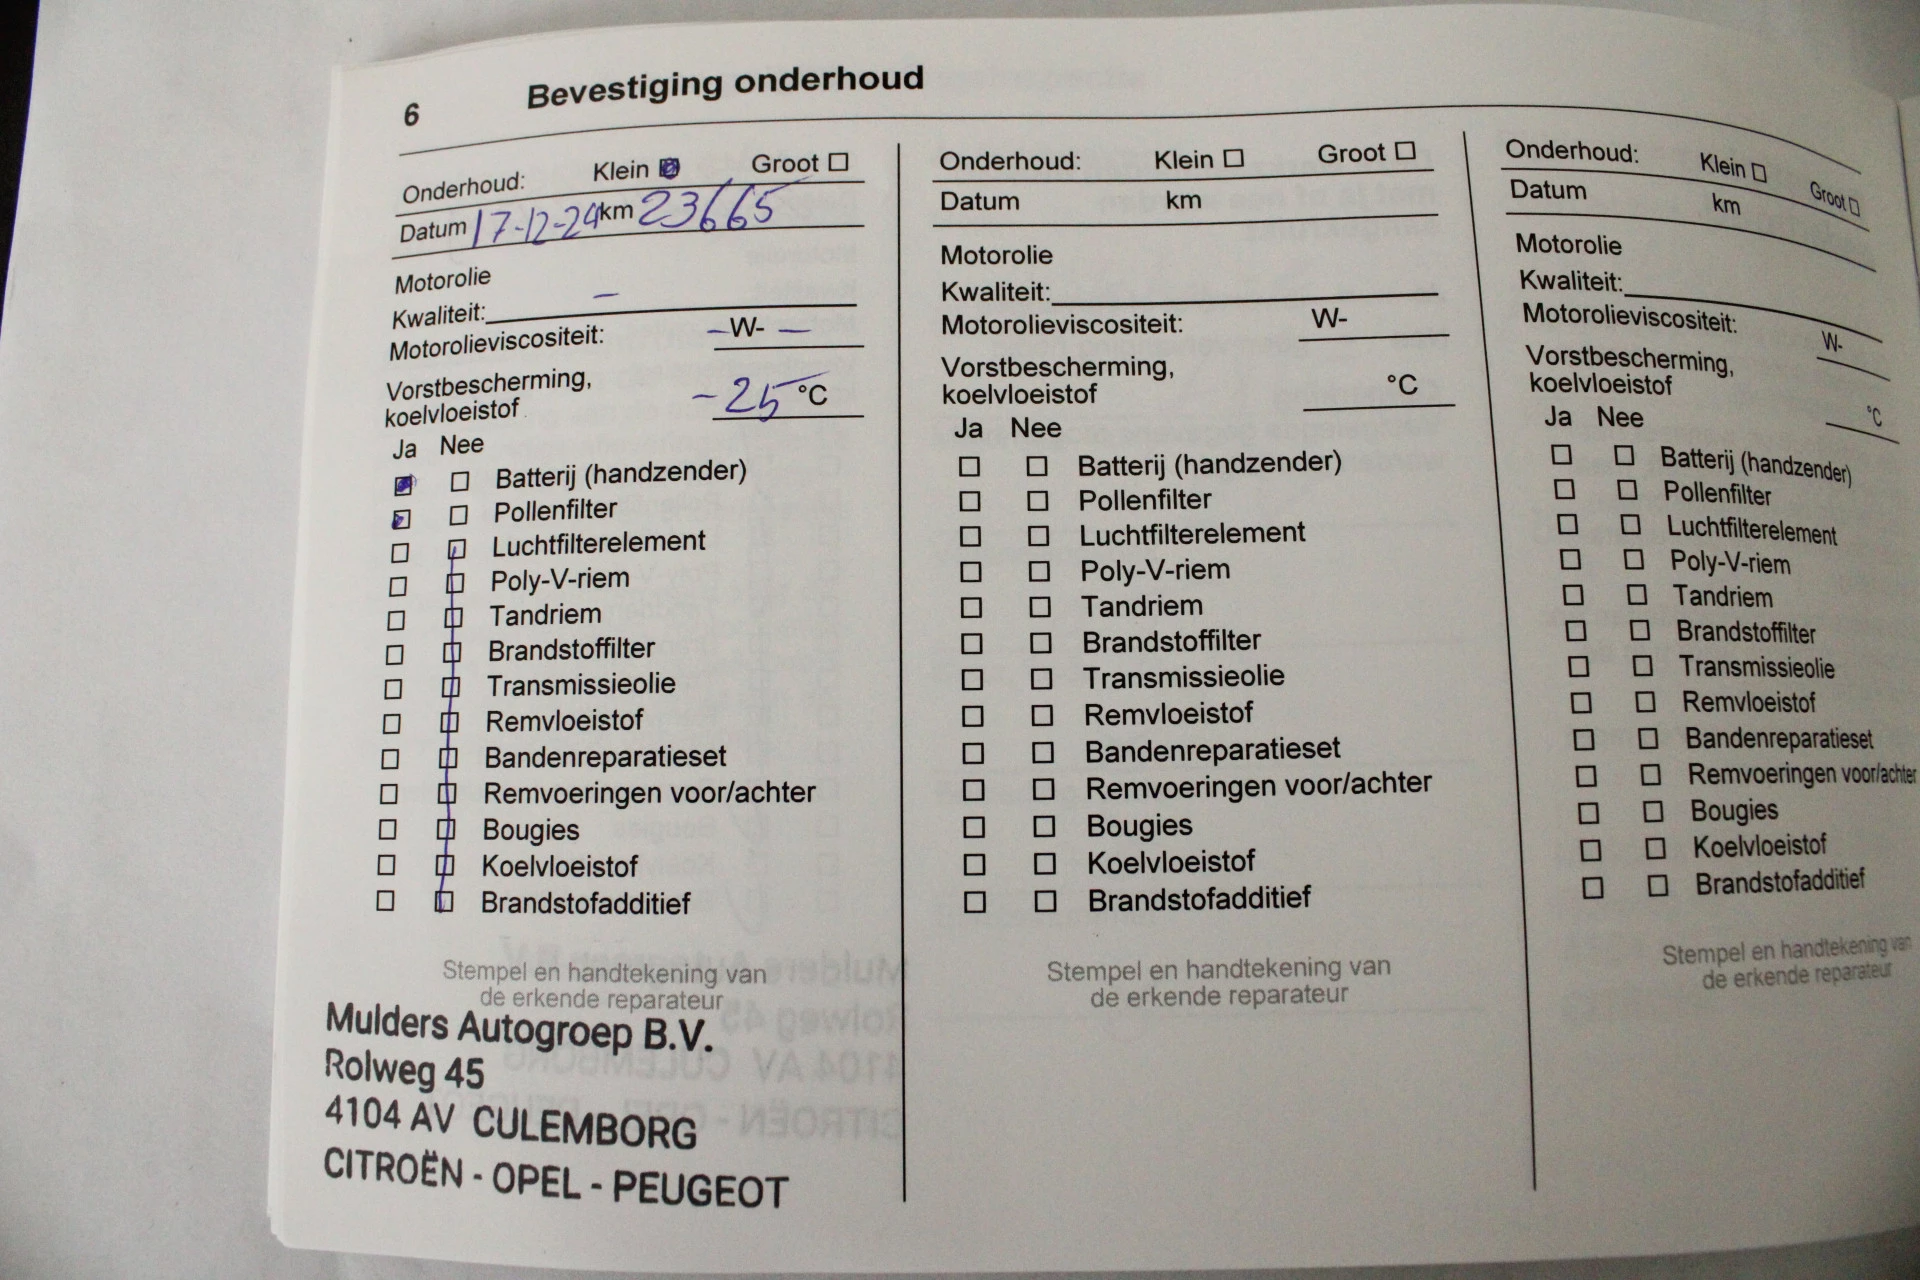 6 Bevestiging onderhoud
Onderhoud: Klein Groot
Datum 17-12-24 km 23665
Motorolie
Kwaliteit: –
Motorolieviscositeit: – W- –
Vorstbescherming,
koelvloeistof -25 °C
Ja Nee
Batterij (handzender)
Pollenfilter
Luchtfilterelement
Poly-V-riem
Tandriem
Brandstoffilter
Transmissieolie
Remvloeistof
Bandenreparatieset
Remvoeringen voor/achter
Bougies
Koelvloeistof
Brandstofadditief
Stempel en handtekening van
de erkende reparateur
Mulders Autogroep B.V.
Rolweg 45
4104 AV CULEMBORG
CITROËN - OPEL - PEUGEOT
Onderhoud: Klein Groot
Datum km
Motorolie
Kwaliteit:
Motorolieviscositeit: W-
Vorstbescherming,
koelvloeistof °C
Ja Nee
Batterij (handzender)
Pollenfilter
Luchtfilterelement
Poly-V-riem
Tandriem
Brandstoffilter
Transmissieolie
Remvloeistof
Bandenreparatieset
Remvoeringen voor/achter
Bougies
Koelvloeistof
Brandstofadditief
Stempel en handtekening van
de erkende reparateur
Onderhoud: Klein Groot
Datum km
Motorolie
Kwaliteit:
Motorolieviscositeit: W-
Vorstbescherming,
koelvloeistof °C
Ja Nee
Batterij (handzender)
Pollenfilter
Luchtfilterelement
Poly-V-riem
Tandriem
Brandstoffilter
Transmissieolie
Remvloeistof
Bandenreparatieset
Remvoeringen voor/achter
Bougies
Koelvloeistof
Brandstofadditief
Stempel en handtekening van
de erkende reparateur